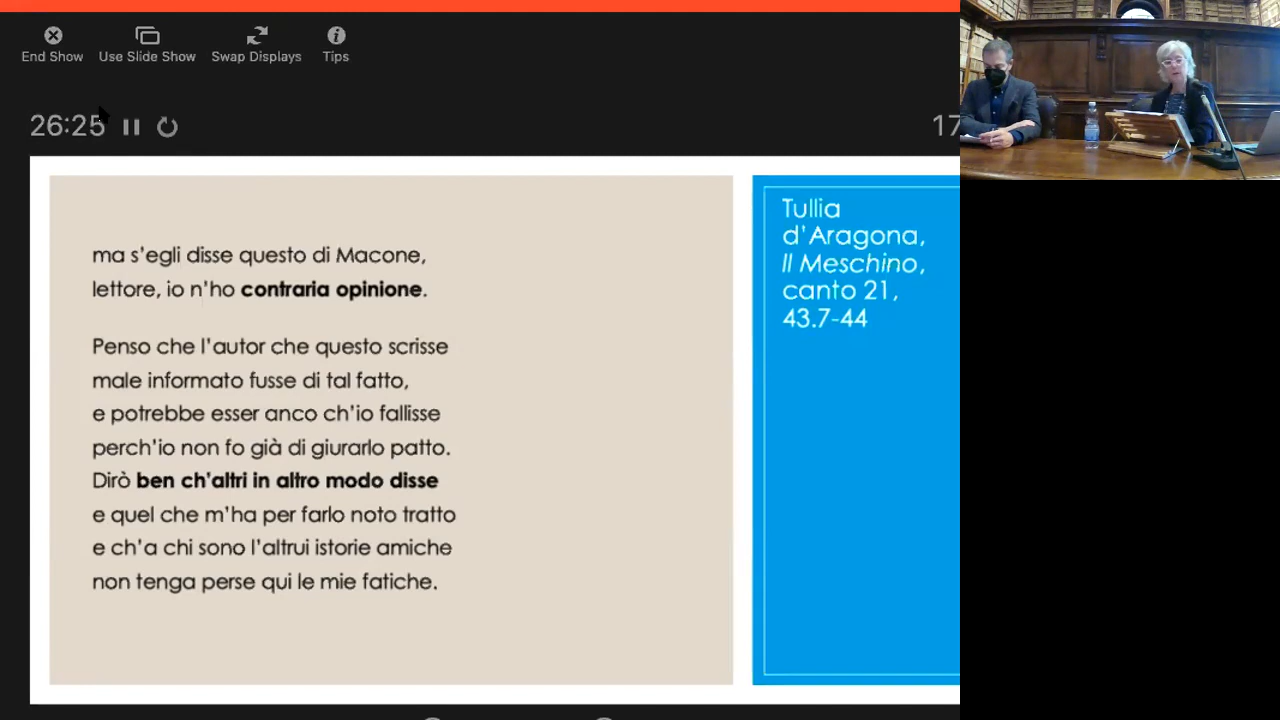 End Show
Use Slide Show
Swap Displays
Tips
26:25
17
ma s'egli disse questo di Macone,
lettore, io n'ho contraria opinione.
Penso che l'autor che questo scrisse
male informato fusse di tal fatto,
e potrebbe esser anco ch'io fallisse
perch'io non fo già di giurarlo patto.
Dirò ben ch'altri in altro modo disse
e quel che m'ha per farlo noto tratto
e ch'a chi sono l'altrui istorie amiche
non tenga perse qui le mie fatiche.
Tullia
d'Aragona,
Il Meschino,
canto 21,
43.7-44